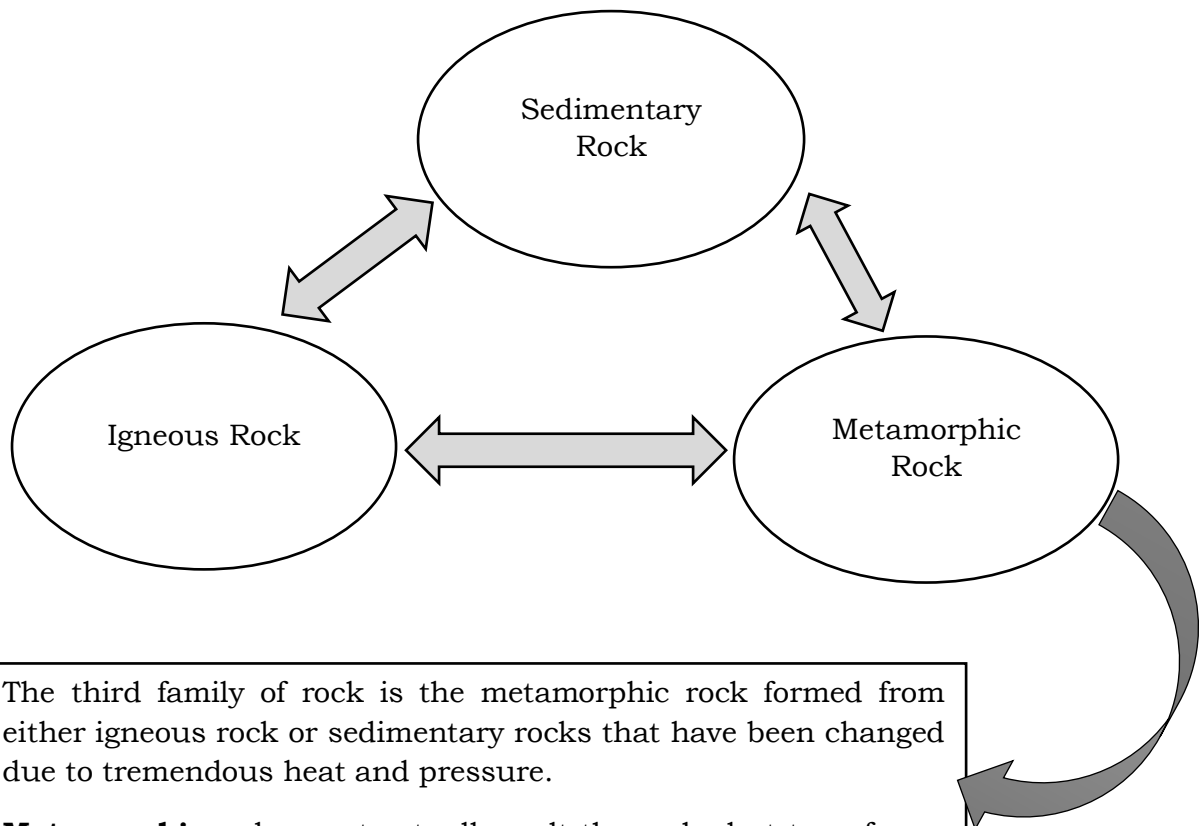 Sedimentary
Rock
Igneous Rock
Metamorphic
Rock
The third family of rock is the metamorphic rock formed from
either igneous rock or sedimentary rocks that have been changed
due to tremendous heat and pressure.